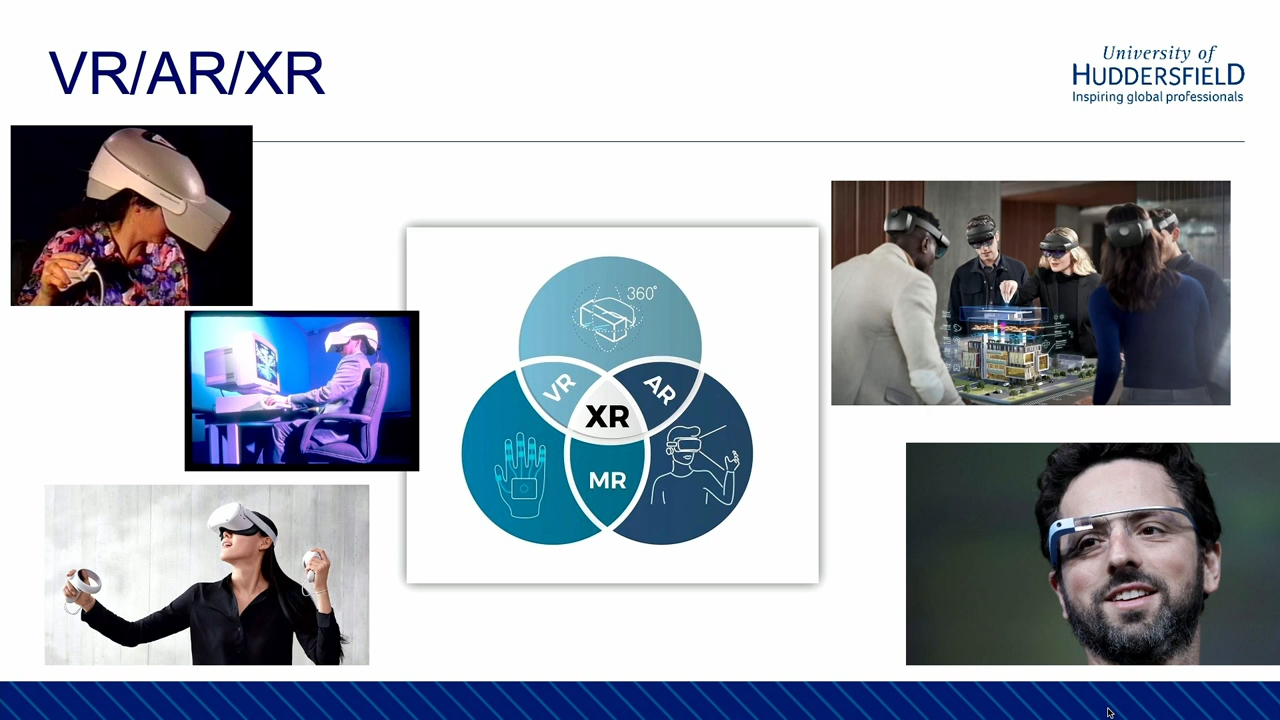 VR/AR/XR
University of
HUDDERSFIELD
Inspiring global professionals
360°
VR
AR
XR
MR